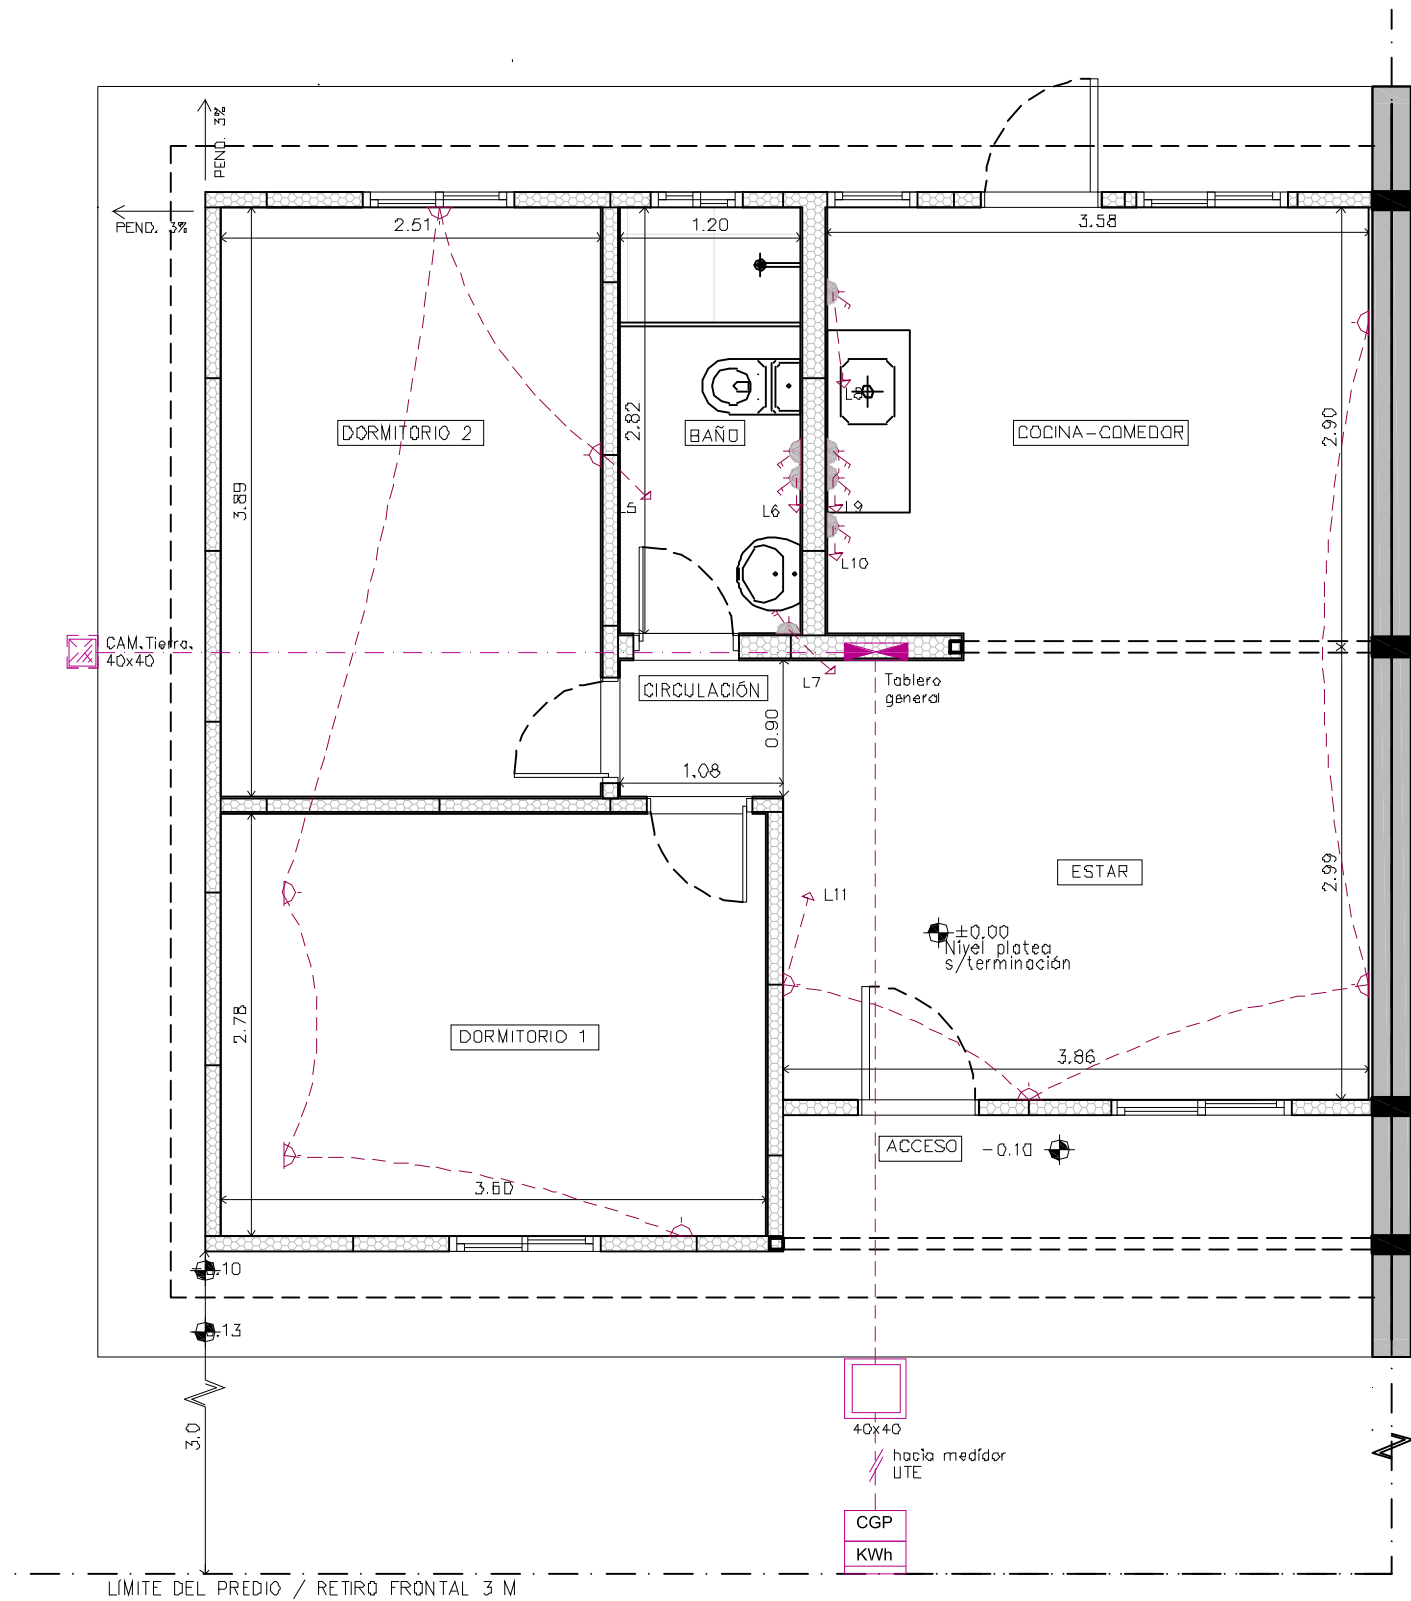 PEND. 3%
PEND. 3%
2.51
1.20
3.58
L8
2.82
DORMITORIO 2
BAÑO
COCINA-COMEDOR
2.90
3.89
L5
L6
L9
L10
CAM.Tierra.
40x40
L7
Tablero
general
CIRCULACIÓN
0.90
1.08
ESTAR
2.99
L11
±0.00
Nivel platea
s/terminación
2.78
DORMITORIO 1
3.86
ACCESO
-0.10
3.60
.10
.13
3.0
40x40
hacia medidor
UTE
CGP
KWh
LÍMITE DEL PREDIO / RETIRO FRONTAL 3 M